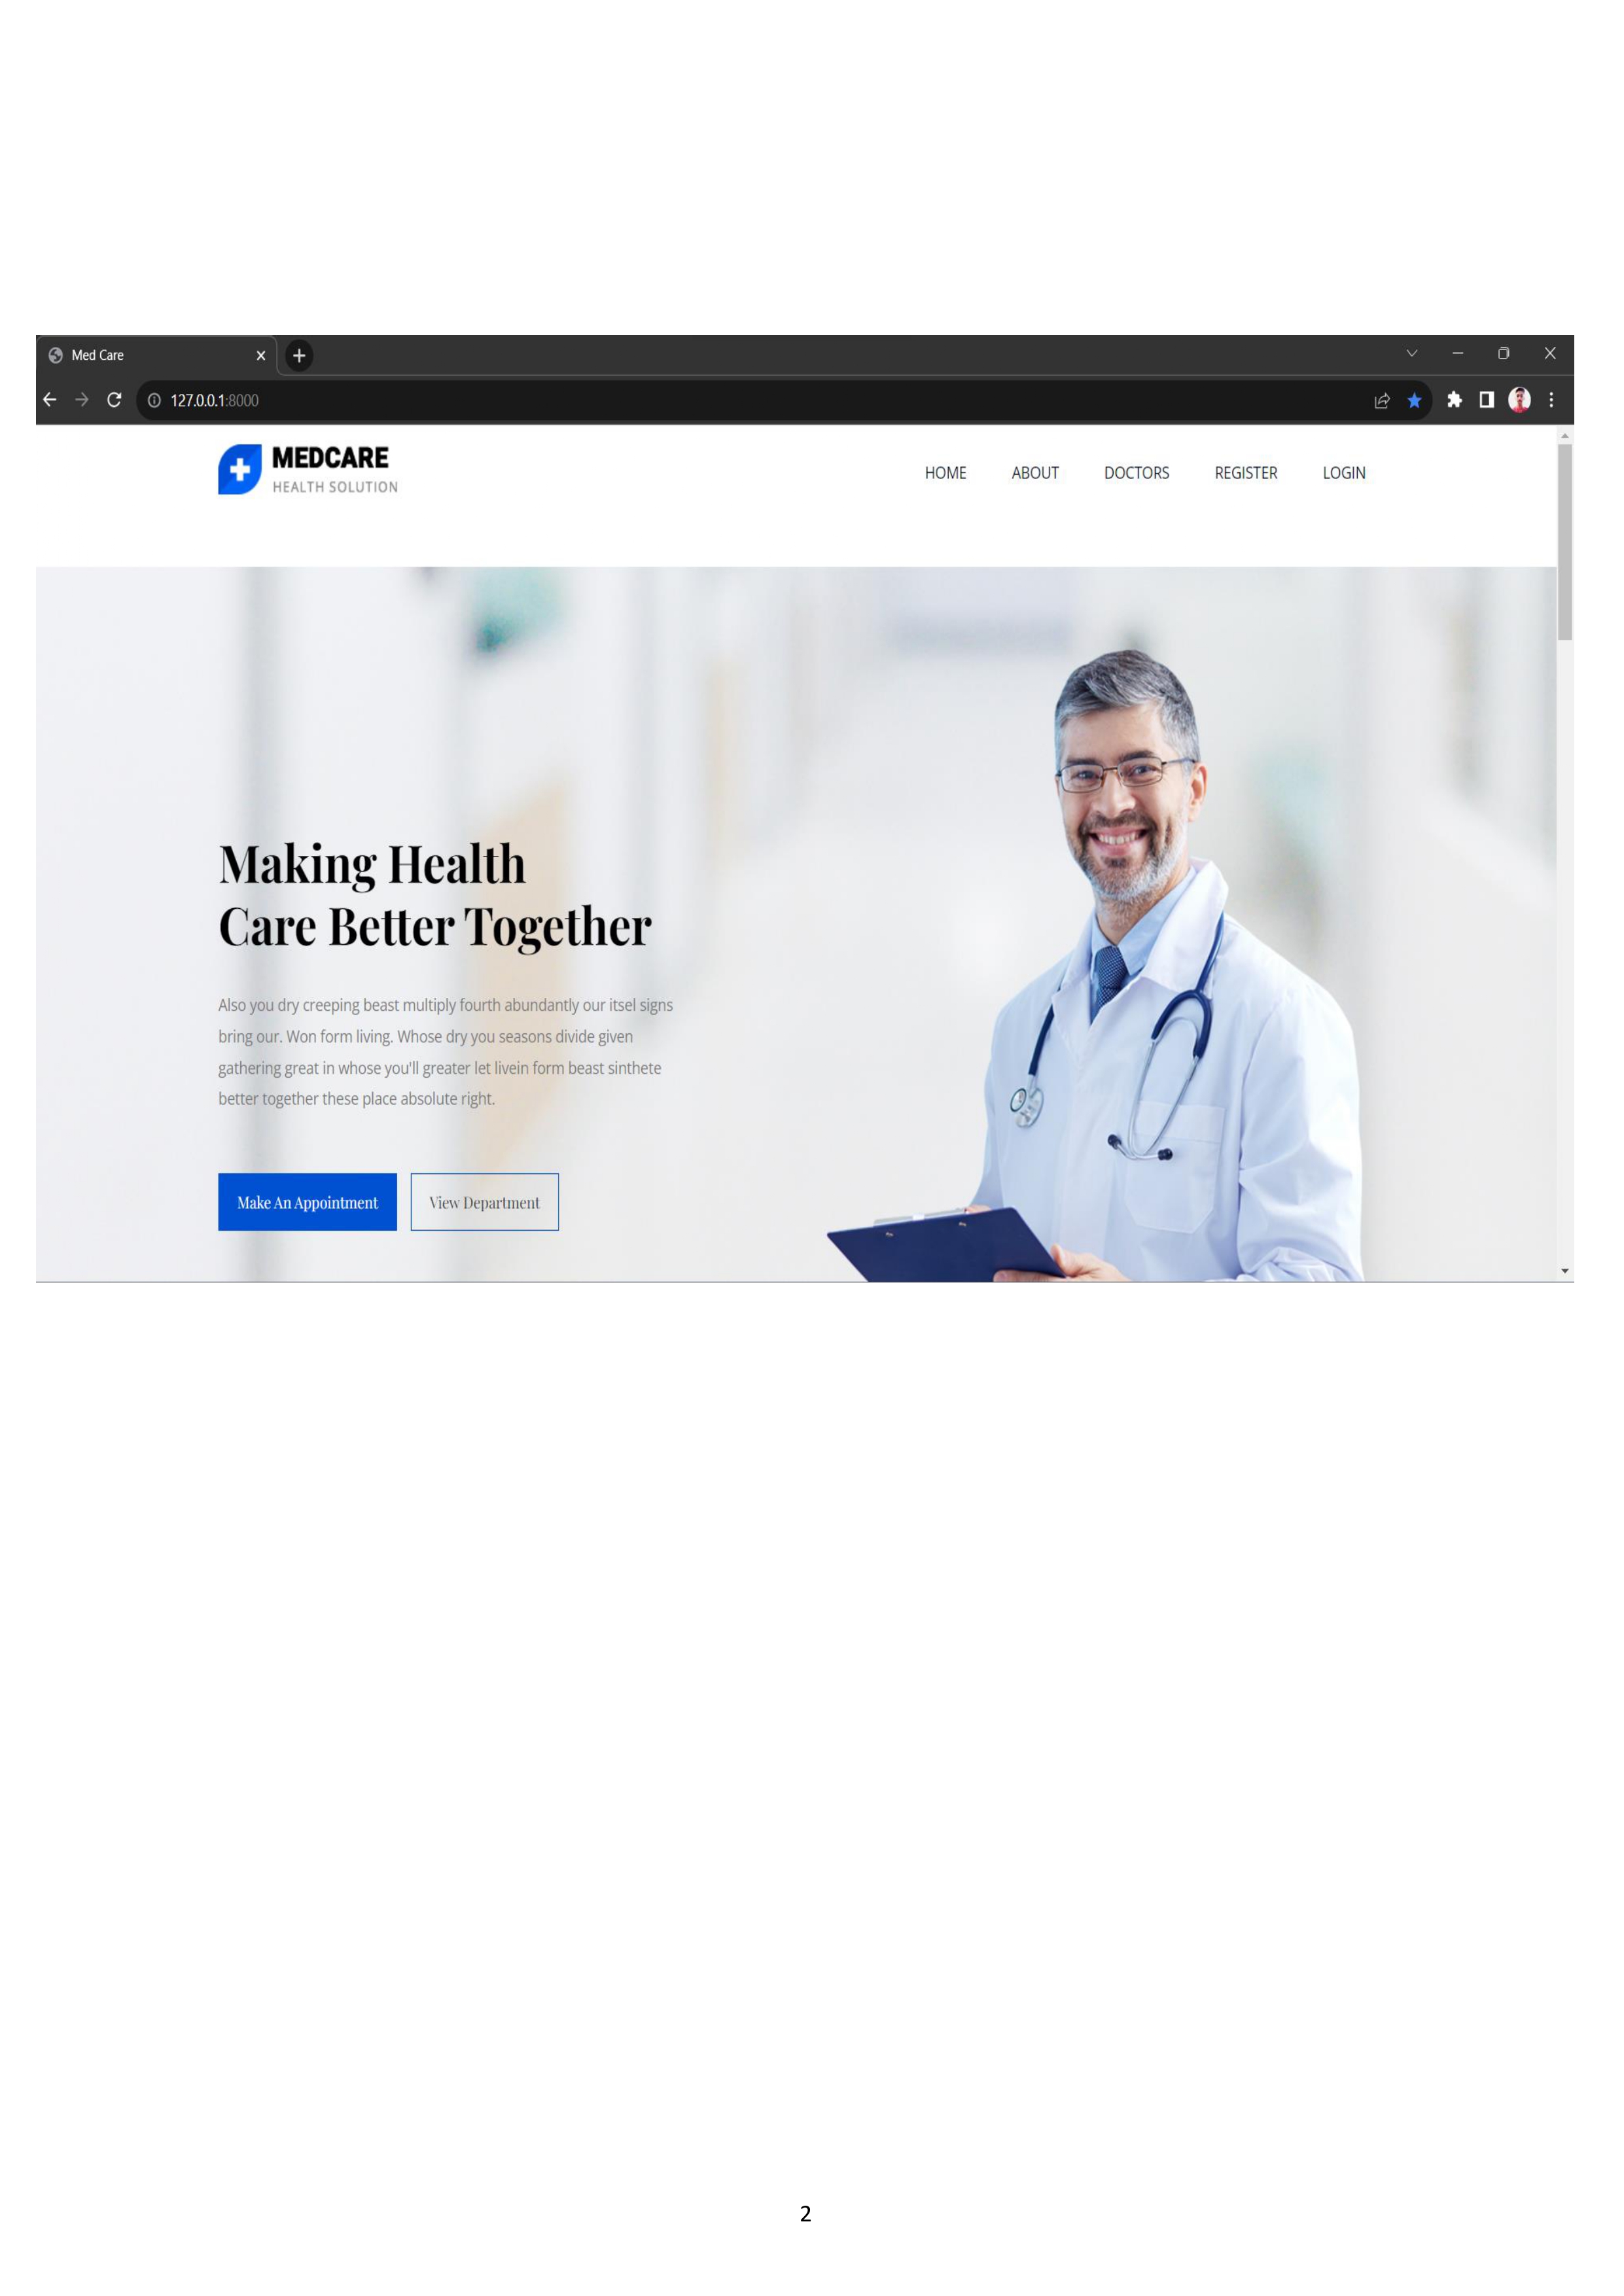 Med Care
127.0.0.1:8000
MEDCARE
HEALTH SOLUTION
HOME ABOUT DOCTORS REGISTER LOGIN
Making Health
Care Better Together
Also you dry creeping beast multiply fourth abundantly our itsel signs
bring our. Won form living. Whose dry you seasons divide given
gathering great in whose you'll greater let livein form beast sinthete
better together these place absolute right.
Make An Appointment View Department
2